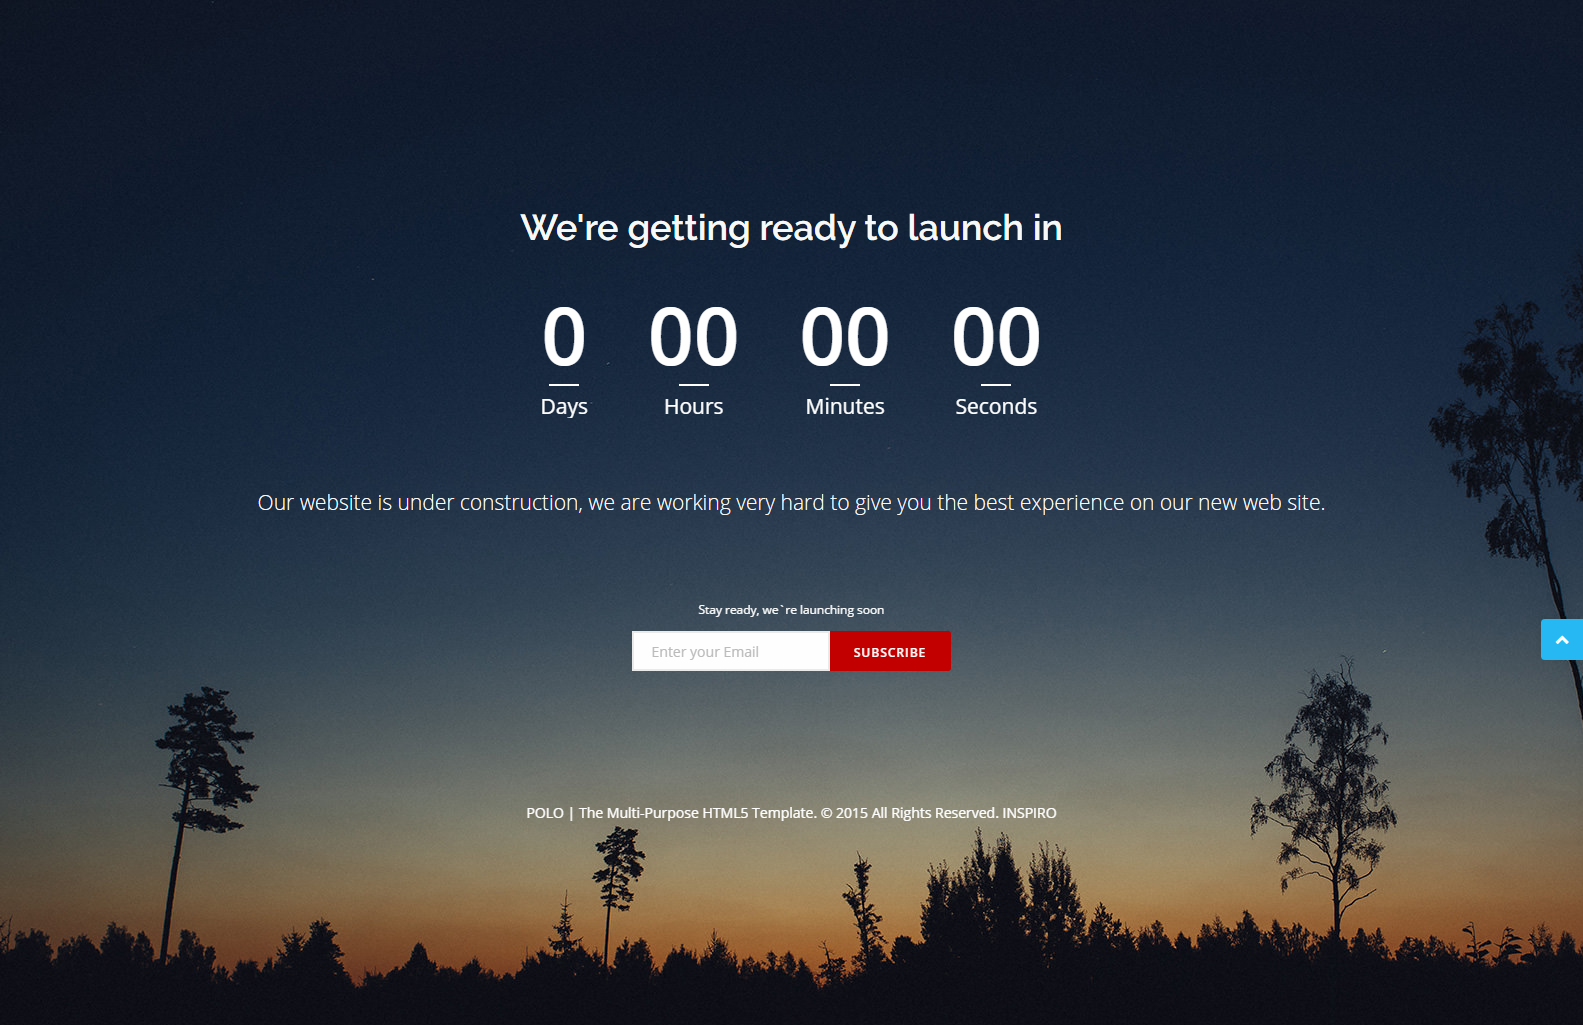 We're getting ready to launch in
0 00 00 00
Days Hours Minutes Seconds
Our website is under construction, we are working very hard to give you the best experience on our new web site.
Stay ready, we`re launching soon
Enter your Email SUBSCRIBE
POLO | The Multi-Purpose HTML5 Template. © 2015 All Rights Reserved. INSPIRO